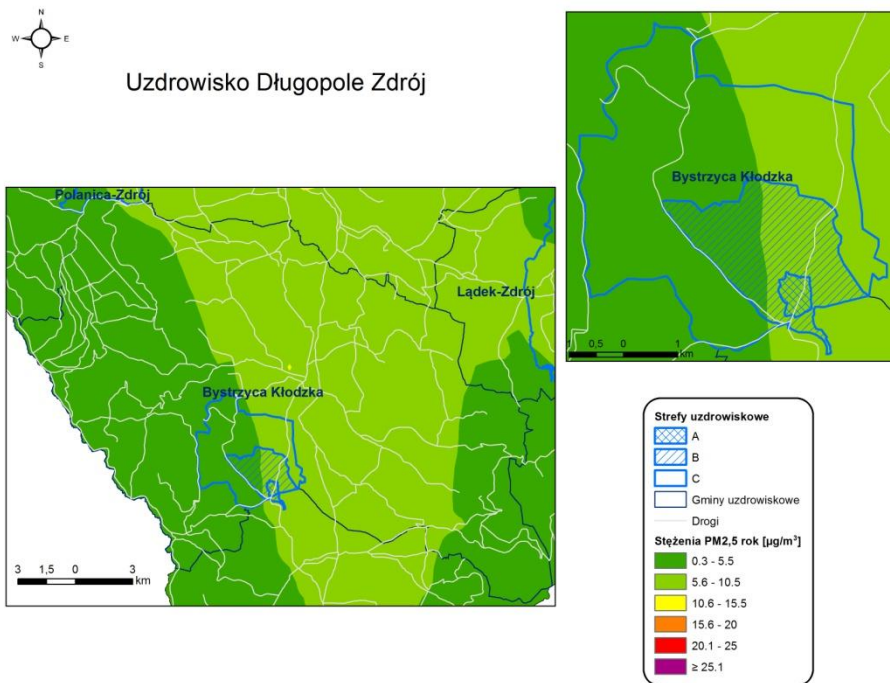 N
W E
S
Uzdrowisko Długopole Zdrój
Polanica-Zdrój
Lądek-Zdrój
Bystrzyca Kłodzka
3 1,5 0 3
km
Bystrzyca Kłodzka
1 0,5 0 1
km
Strefy uzdrowiskowe
A
B
C
Gminy uzdrowiskowe
Drogi
Stężenia PM2,5 rok [µg/m³]
0.3 - 5.5
5.6 - 10.5
10.6 - 15.5
15.6 - 20
20.1 - 25
≥ 25.1